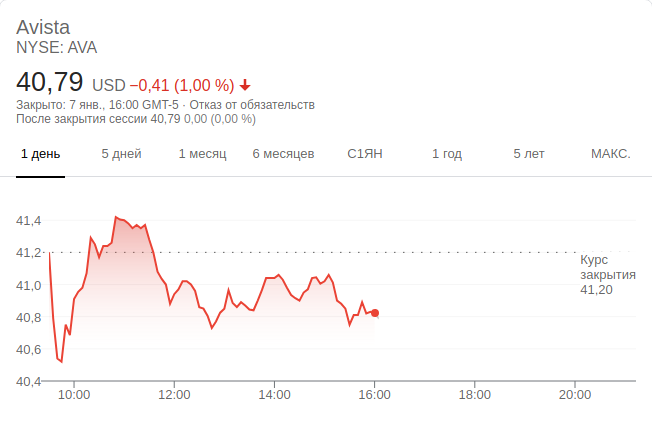 Avista
NYSE: AVA
40,79 USD −0,41 (1,00 %)
Закрыто: 7 янв., 16:00 GMT-5 · Отказ от обязательств
После закрытия сессии 40,79 0,00 (0,00 %)
1 день 5 дней 1 месяц 6 месяцев С1ЯН 1 год 5 лет МАКС.
41,4
41,2
Курс
закрытия
41,20
41,0
40,8
40,6
40,4
10:00 12:00 14:00 16:00 18:00 20:00